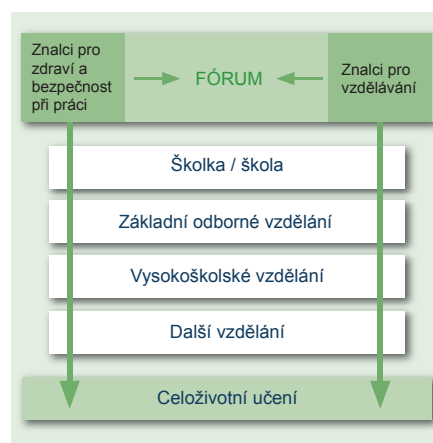 Znalci pro
zdraví a
bezpečnost
při práci
FÓRUM
Znalci pro
vzdělávání
Školka / škola
Základní odborné vzdělání
Vysokoškolské vzdělání
Další vzdělání
Celoživotní učení